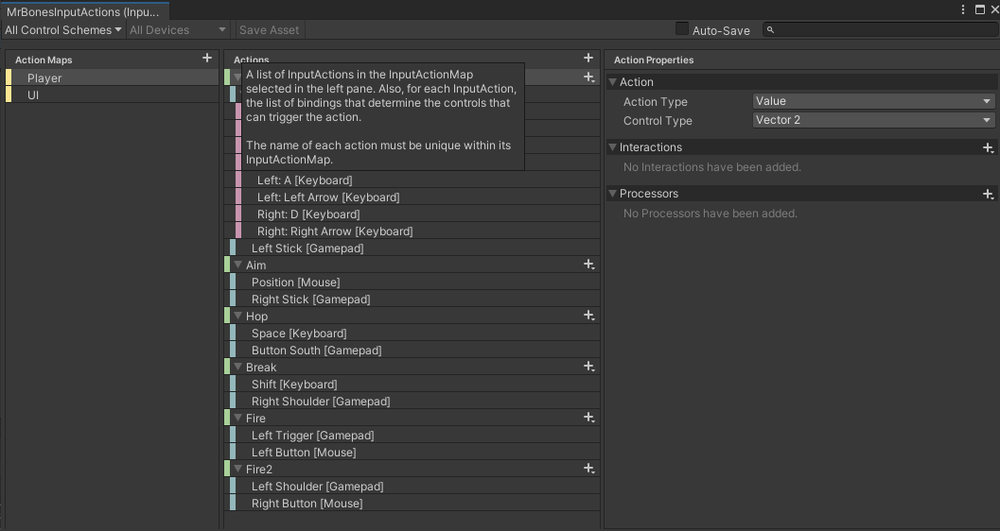 MrBonesInputActions (Inpu...
All Control Schemes
All Devices
Save Asset
Auto-Save
Action Maps
Player
UI
Actions
A list of InputActions in the InputActionMap
selected in the left pane. Also, for each InputAction,
the list of bindings that determine the controls that
can trigger the action.
The name of each action must be unique within its
InputActionMap.
Left: A [Keyboard]
Left: Left Arrow [Keyboard]
Right: D [Keyboard]
Right: Right Arrow [Keyboard]
Left Stick [Gamepad]
Aim
Position [Mouse]
Right Stick [Gamepad]
Hop
Space [Keyboard]
Button South [Gamepad]
Break
Shift [Keyboard]
Right Shoulder [Gamepad]
Fire
Left Trigger [Gamepad]
Left Button [Mouse]
Fire2
Left Shoulder [Gamepad]
Right Button [Mouse]
Action Properties
Action
Action Type
Value
Control Type
Vector 2
Interactions
No Interactions have been added.
Processors
No Processors have been added.